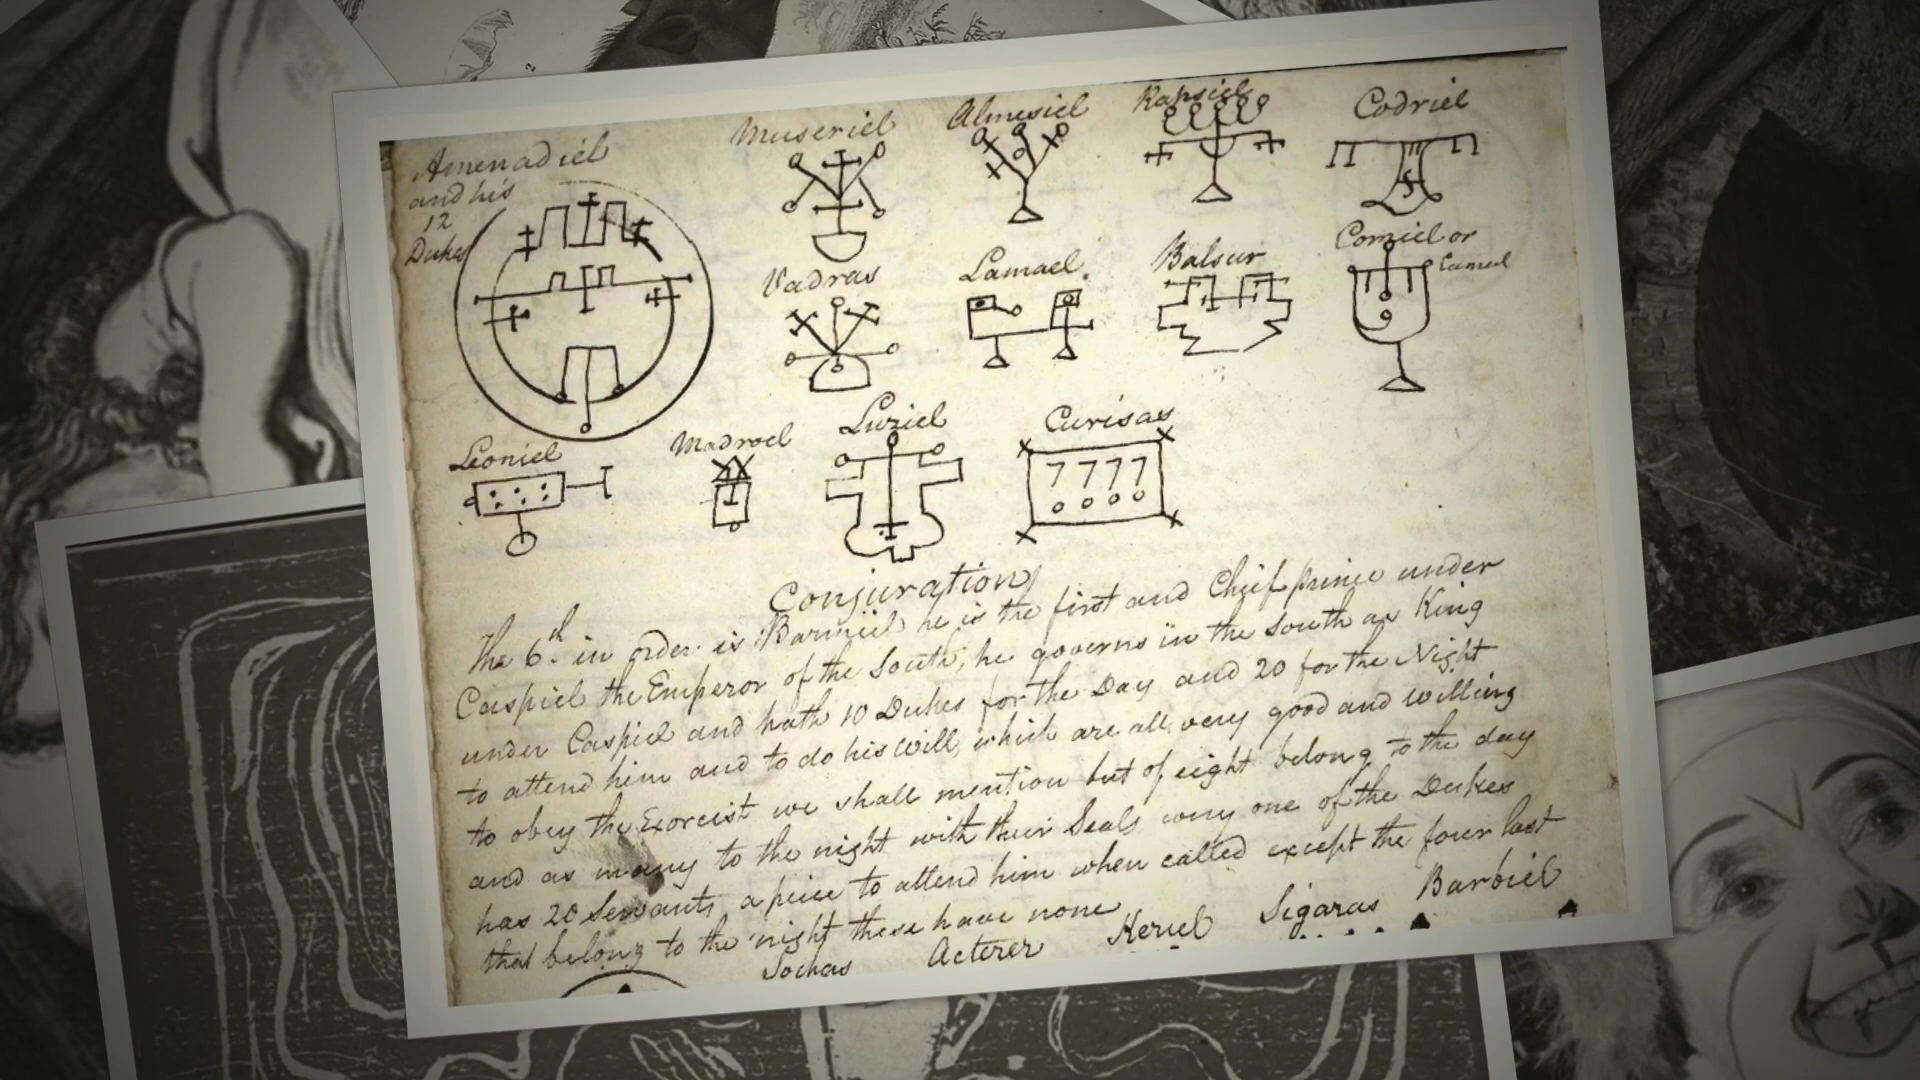 Amenadiel
and his
12
Dukes
Museriel
Almesiel
Rapsiel
Codriel
Vadras
Lamael.
Balsur
Comiel or
Camiel
Leoniel
Madroel
Luziel
Curisas
7777
Conjuration
The 6th. in order is Barmiel he is the first and Chief prince under
Caspiel the Emperor of the South, he governs in the South as King
under Caspiel and hath 10 Dukes for the Day and 20 for the Night
to attend him and to do his Will, which are all very good and willing
to obey the Exorcist we shall mention but of eight belong to the day
and as many to the night with their Seals every one of the Dukes
has 20 Servants a peice to attend him when called except the four last
that belong to the night these have none
Sochas Acterer Keriel Sigaras Barbiel